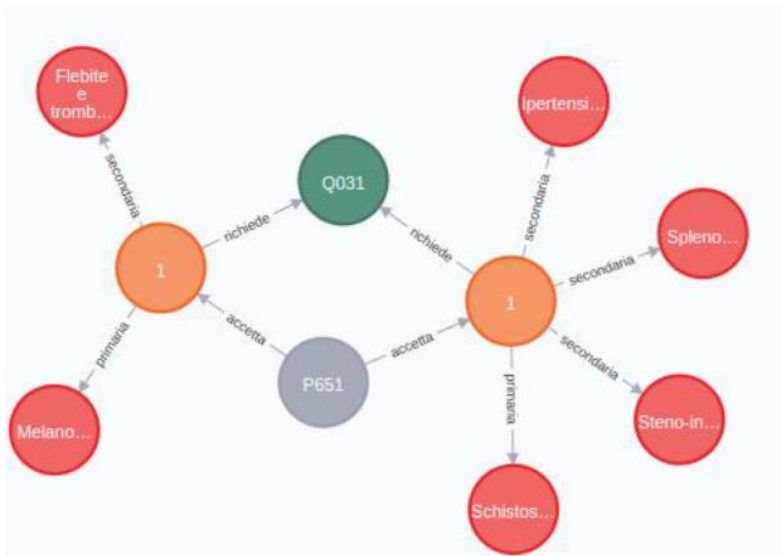 Flebite
e
tromb...
Ipertensi...
secondaria
Q031
secondaria
richiede
richiede
Spleno...
secondaria
1
1
accetta
accetta
secondaria
primaria
P651
primaria
Melano...
Steno-in...
Schistos...